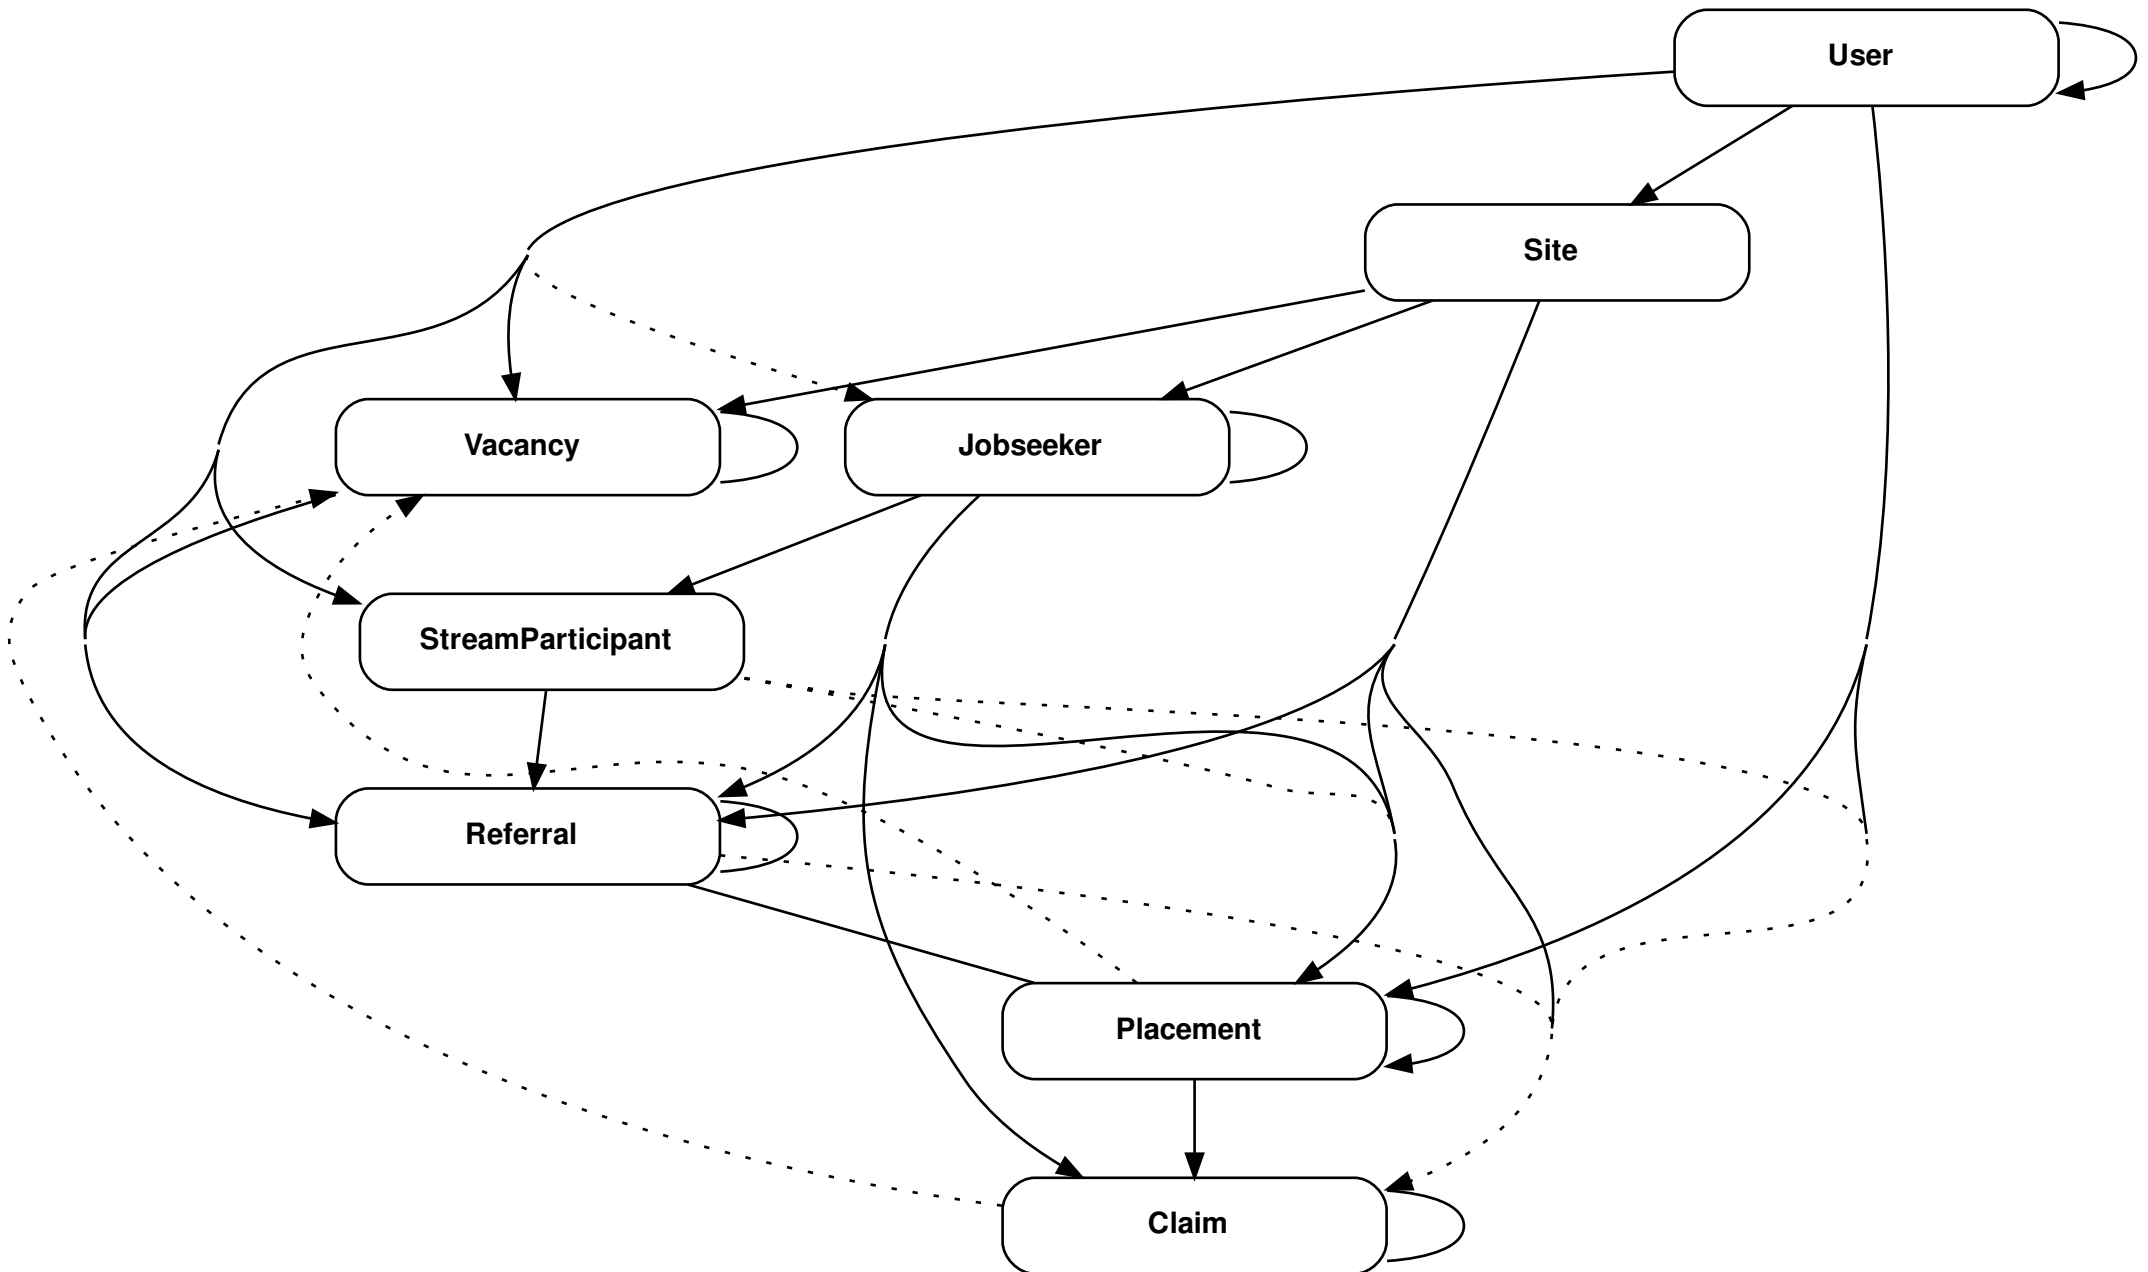 User
Site
Vacancy
Jobseeker
StreamParticipant
Referral
Placement
Claim